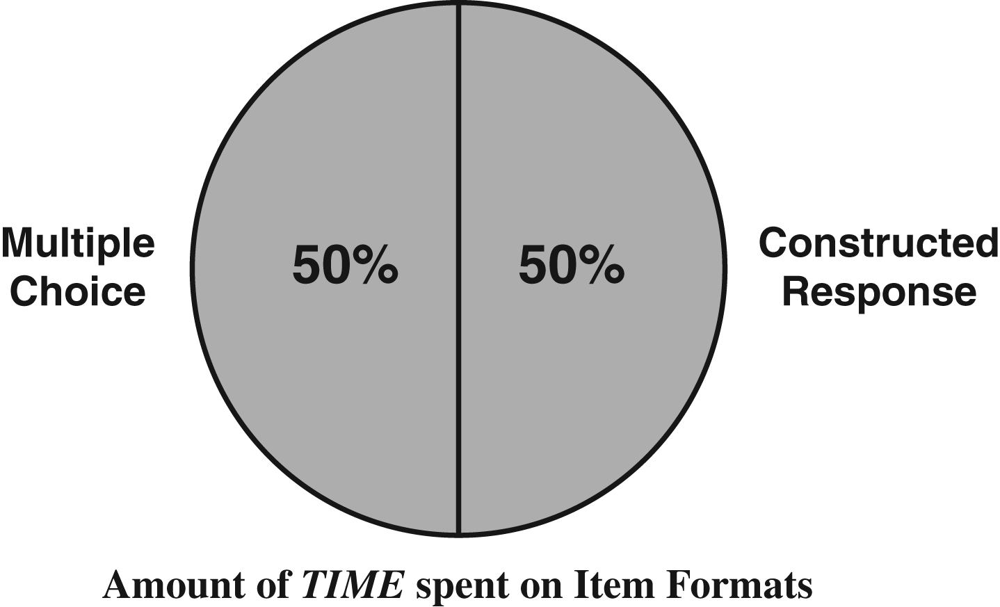 Multiple
Choice
50%
50%
Constructed
Response
Amount of TIME spent on Item Formats